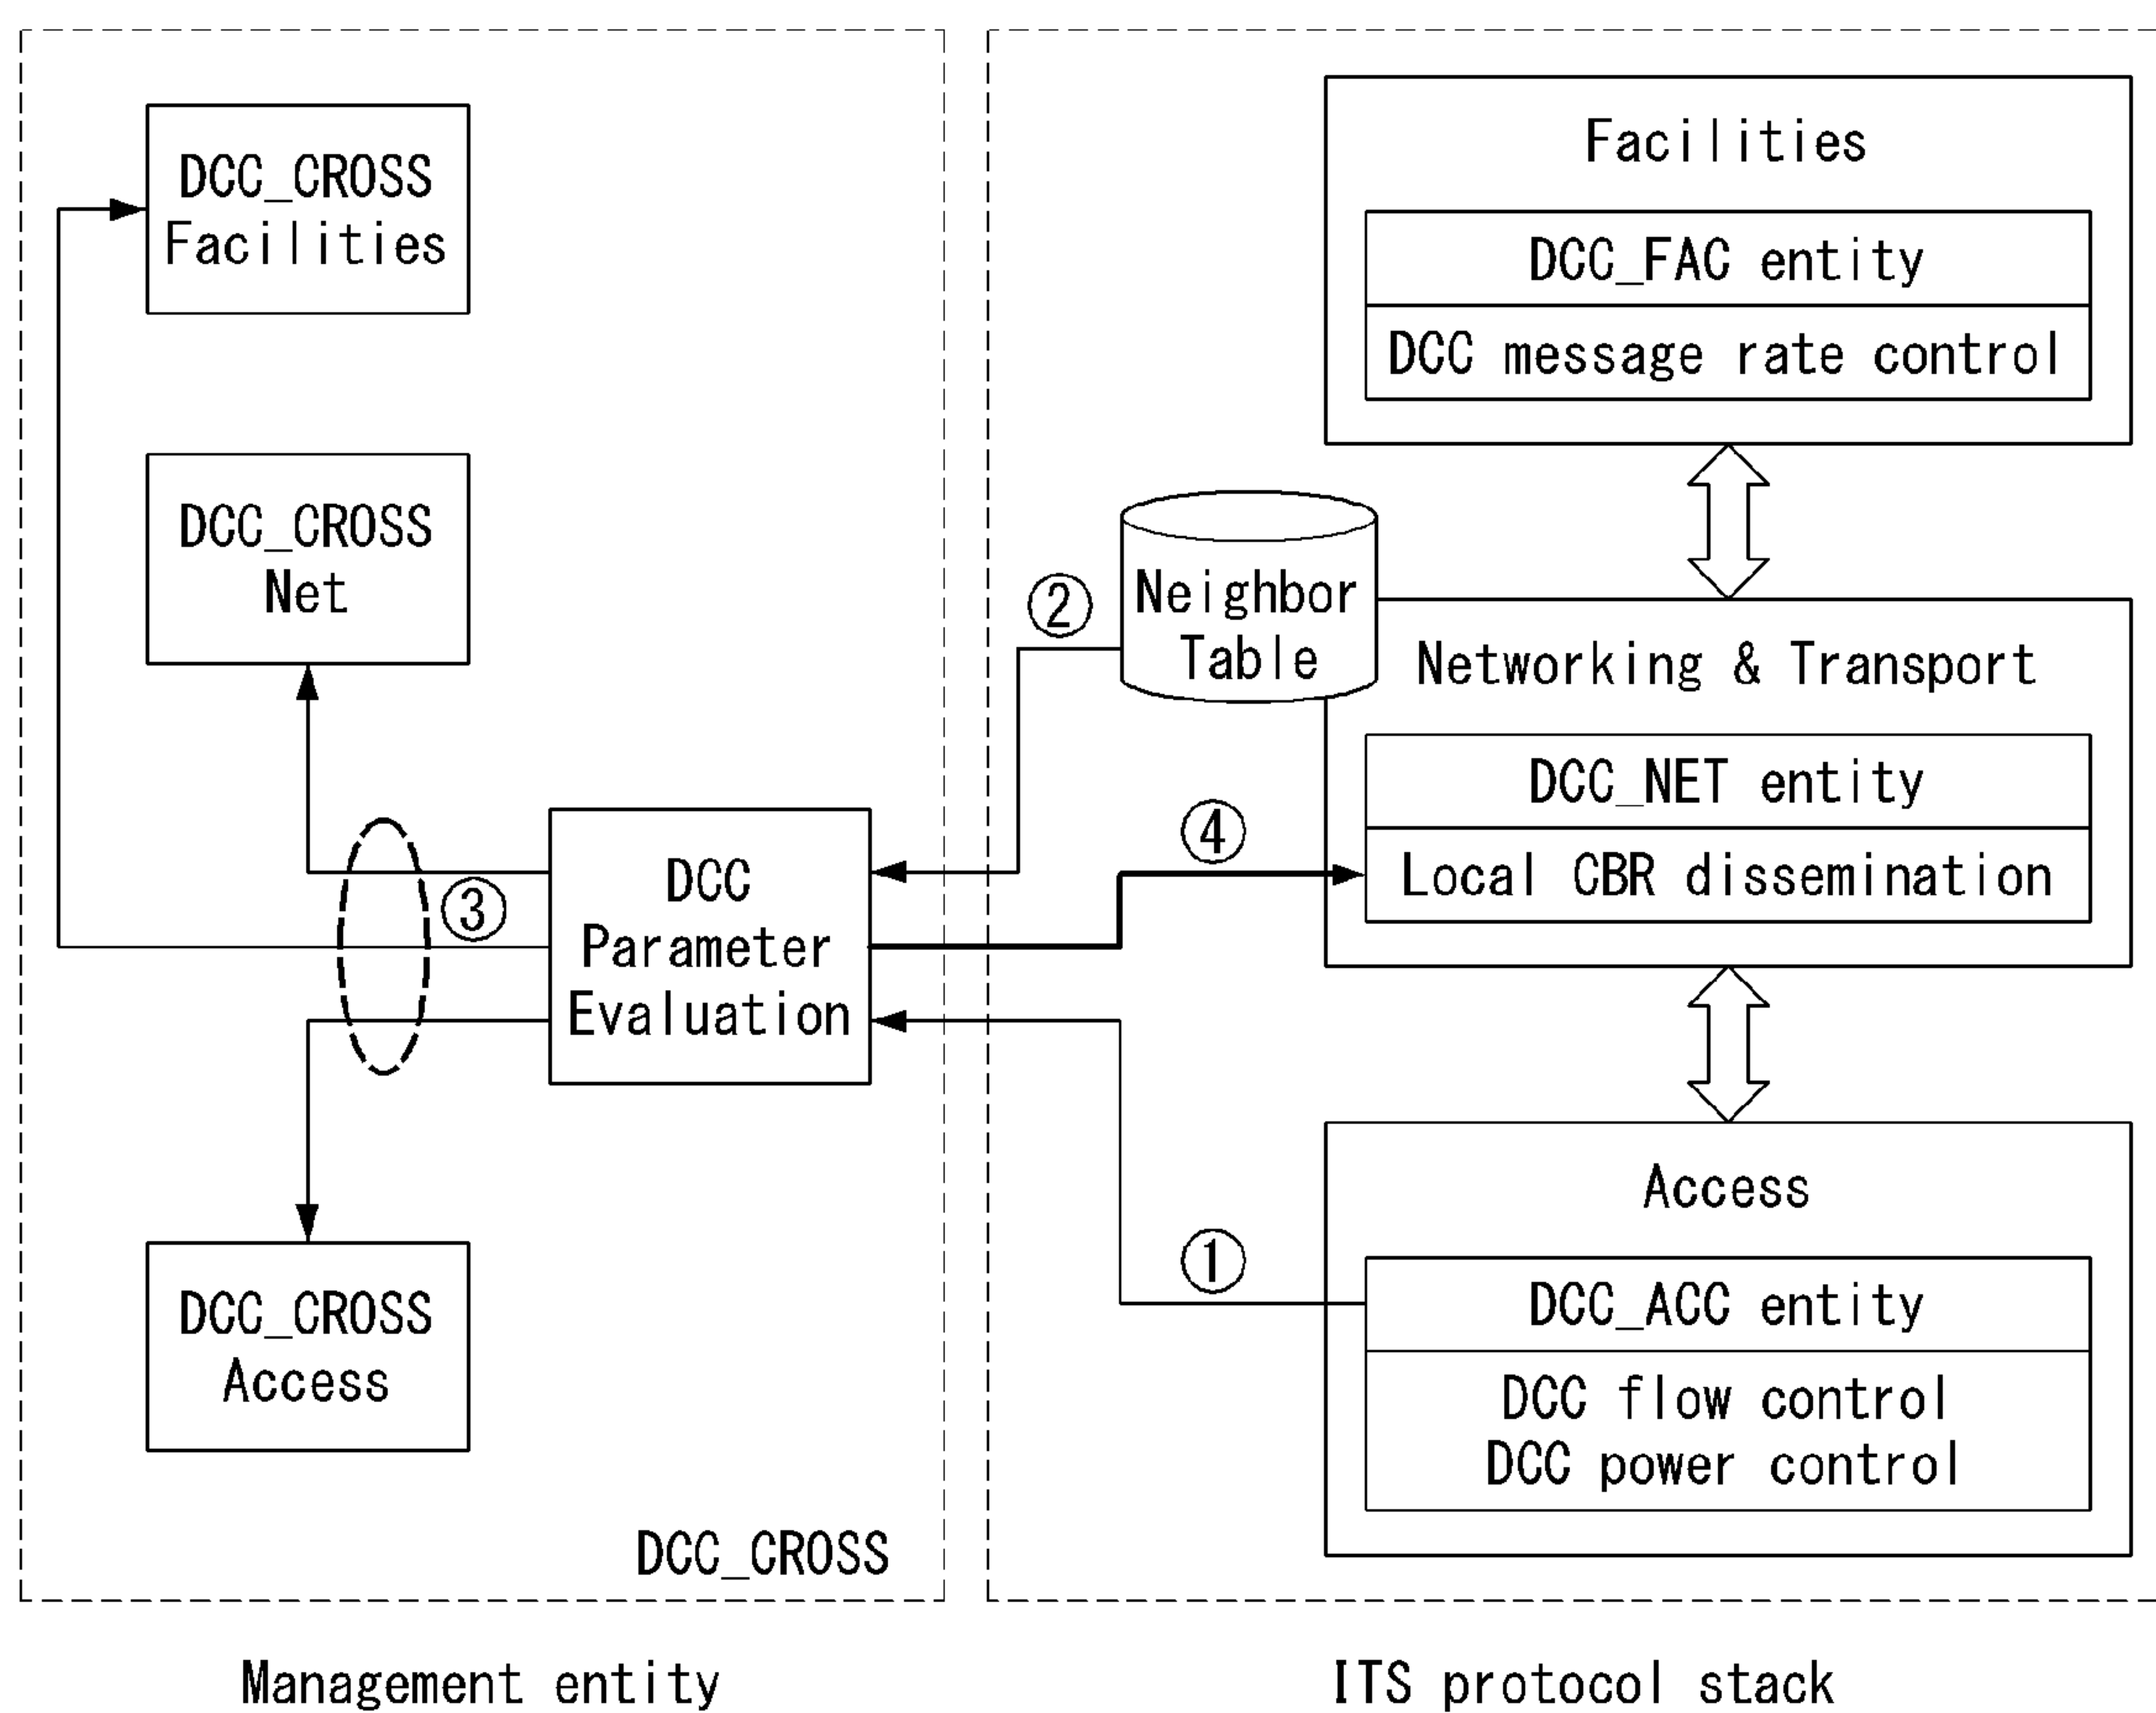 DCC_CROSS
Facilities
DCC_CROSS
Net
③
DCC
Parameter
Evaluation
DCC_CROSS
Access
DCC_CROSS
Management entity
Facilities
DCC_FAC entity
DCC message rate control
②
Neighbor
Table
Networking & Transport
④
DCC_NET entity
Local CBR dissemination
Access
①
DCC_ACC entity
DCC flow control
DCC power control
ITS protocol stack